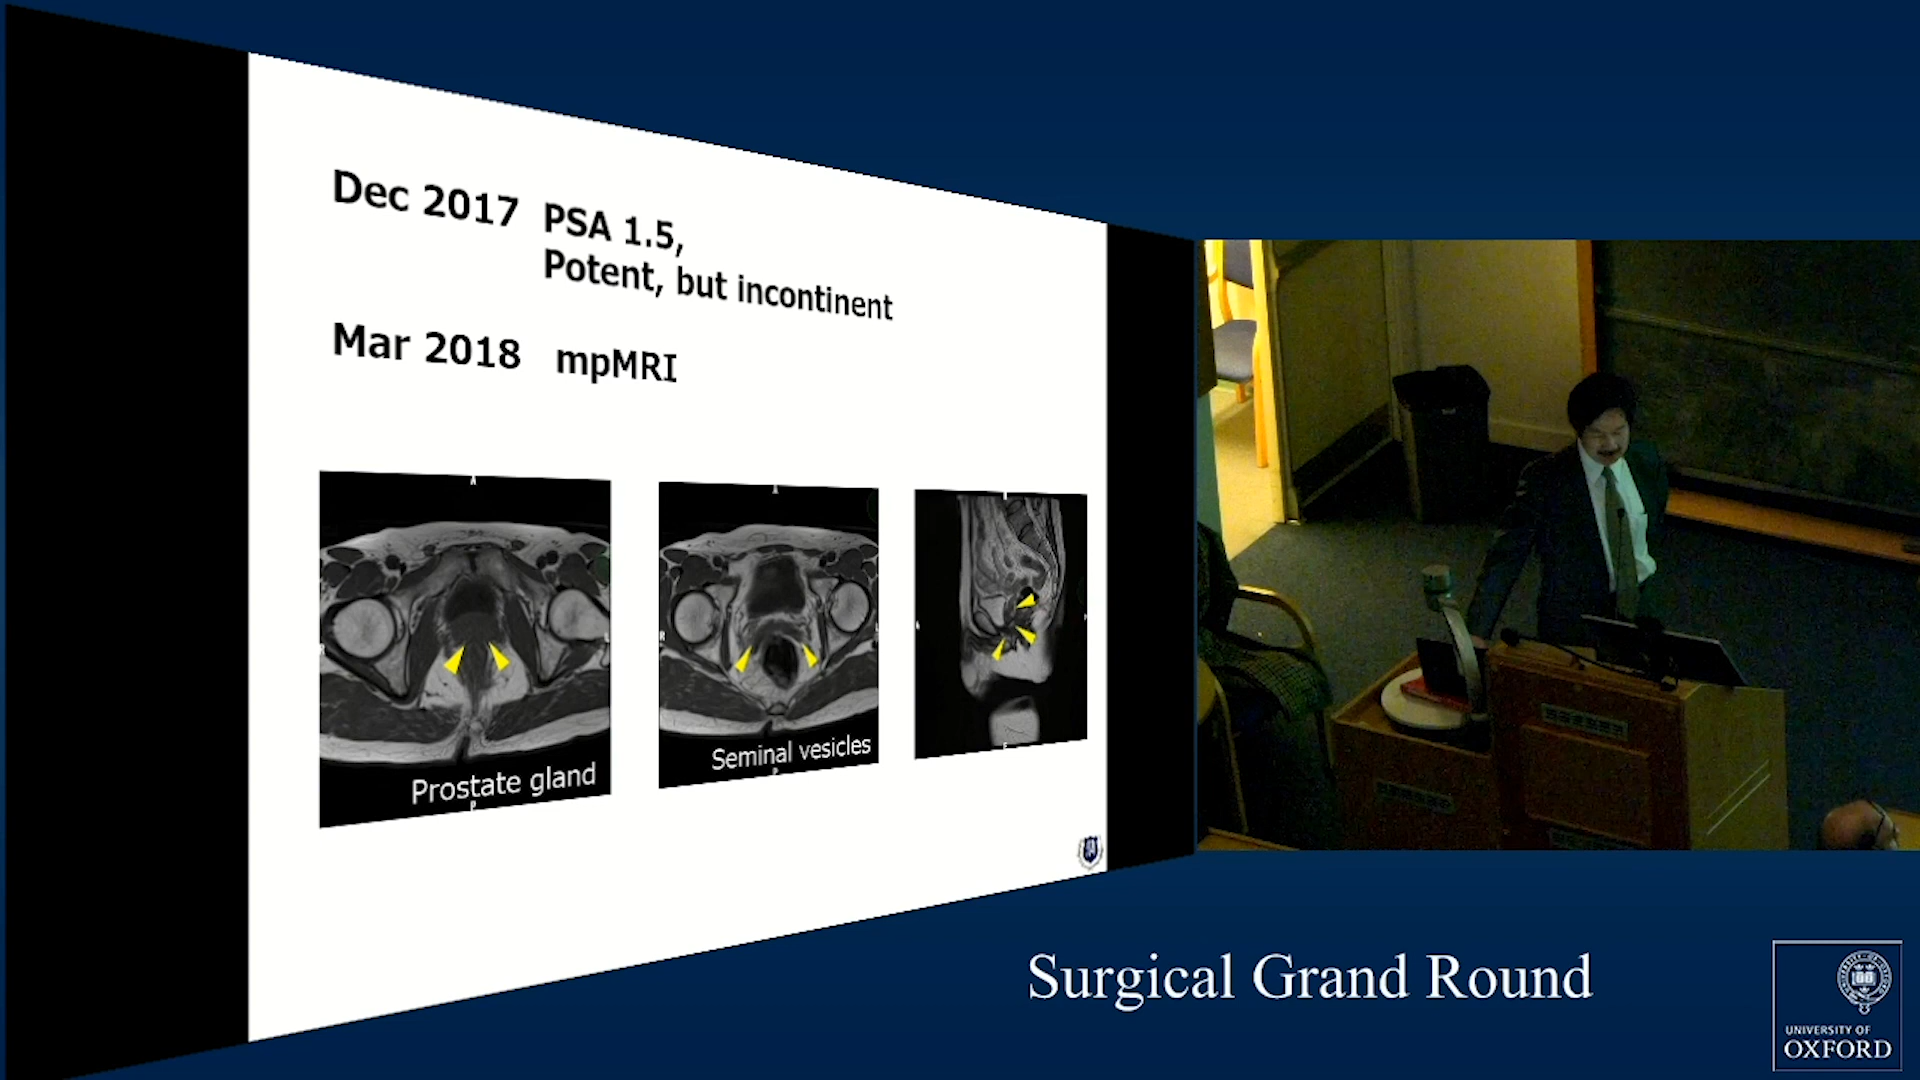 Dec 2017 PSA 1.5,
Potent, but incontinent
Mar 2018 mpMRI
A
R
L
Prostate gland
P
A
R
L
Seminal vesicles
P
A
P
F
Surgical Grand Round
UNIVERSITY OF
OXFORD